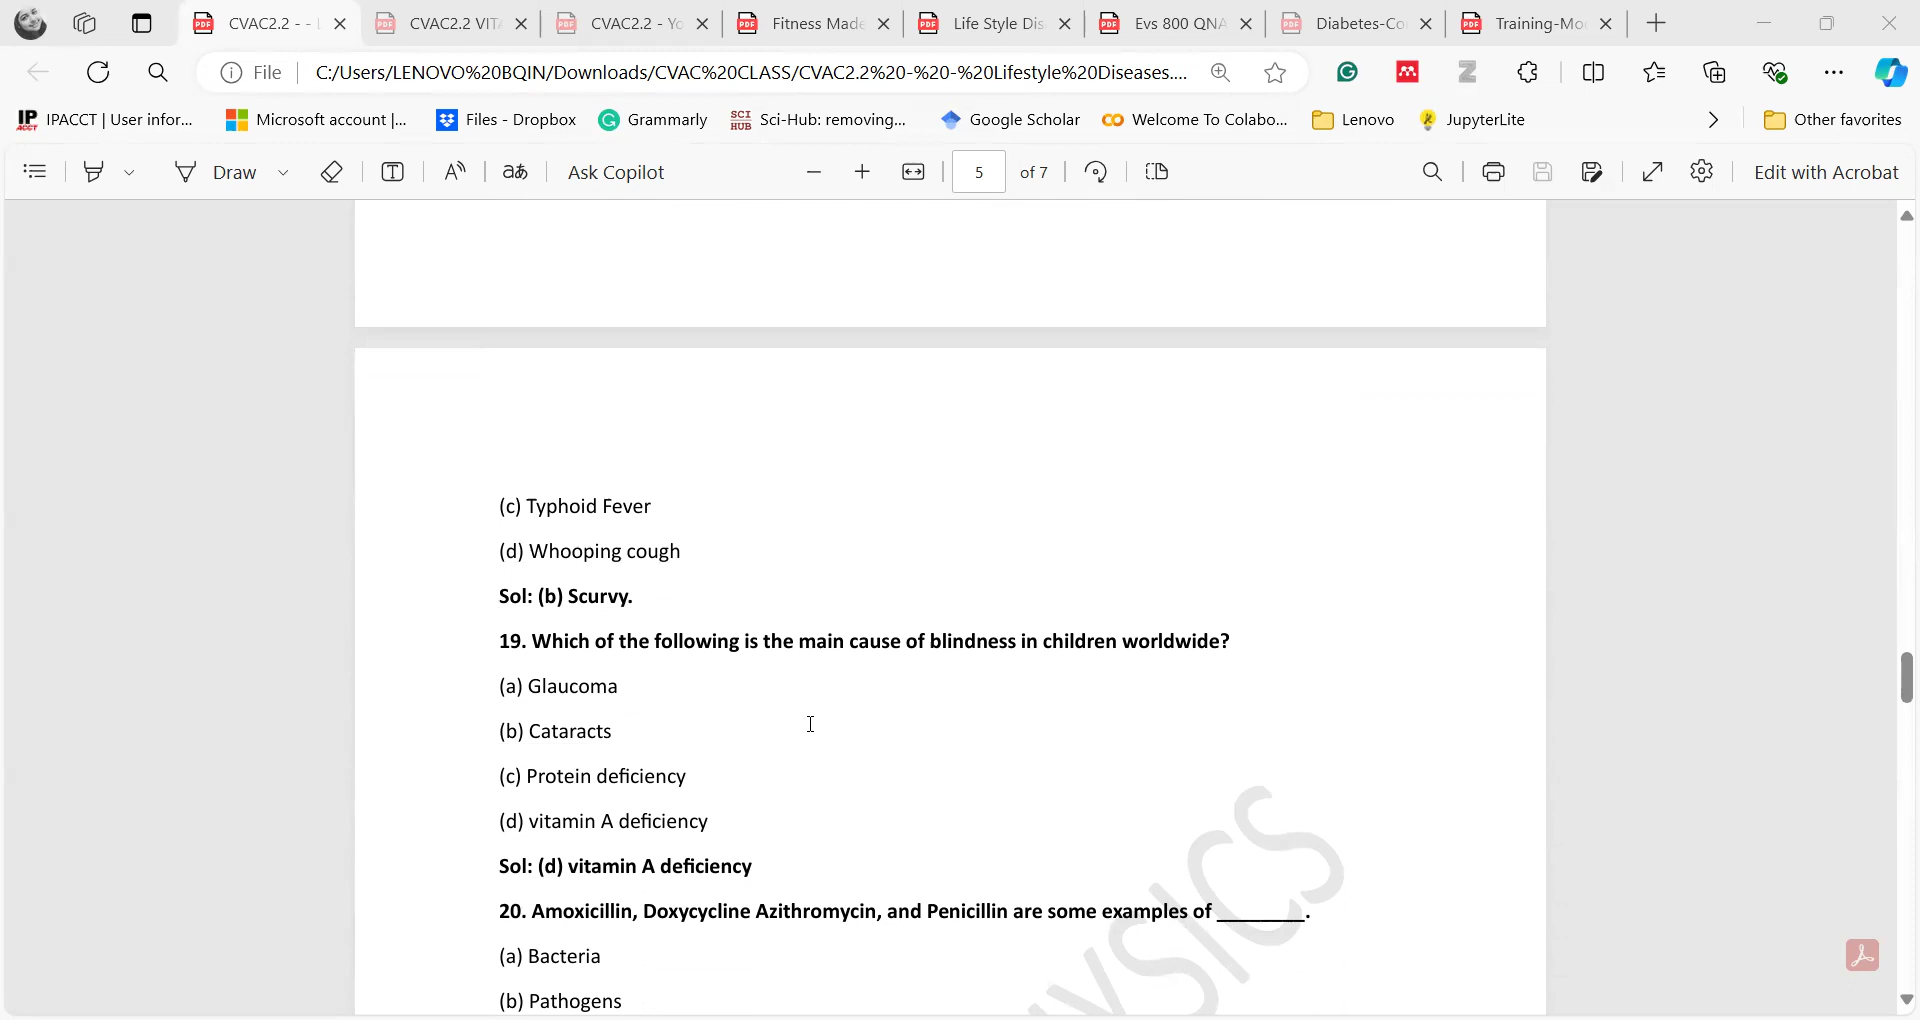 CVAC2.2 - - L
CVAC2.2 VITA
CVAC2.2 - Yo
Fitness Made
Life Style Dis
Evs 800 QNA
Diabetes-Co
Training-Mo
File
C:/Users/LENOVO%20BQIN/Downloads/CVAC%20CLASS/CVAC2.2%20-%20-%20Lifestyle%20Diseases....
IPACCT | User infor...
Microsoft account |...
Files - Dropbox
Grammarly
Sci-Hub: removing...
Google Scholar
Welcome To Colabo...
Lenovo
JupyterLite
Other favorites
Draw
Ask Copilot
5 of 7
Edit with Acrobat
(c) Typhoid Fever
(d) Whooping cough
Sol: (b) Scurvy.
19. Which of the following is the main cause of blindness in children worldwide?
(a) Glaucoma
(b) Cataracts
(c) Protein deficiency
(d) vitamin A deficiency
Sol: (d) vitamin A deficiency
20. Amoxicillin, Doxycycline Azithromycin, and Penicillin are some examples of ________.
(a) Bacteria
(b) Pathogens